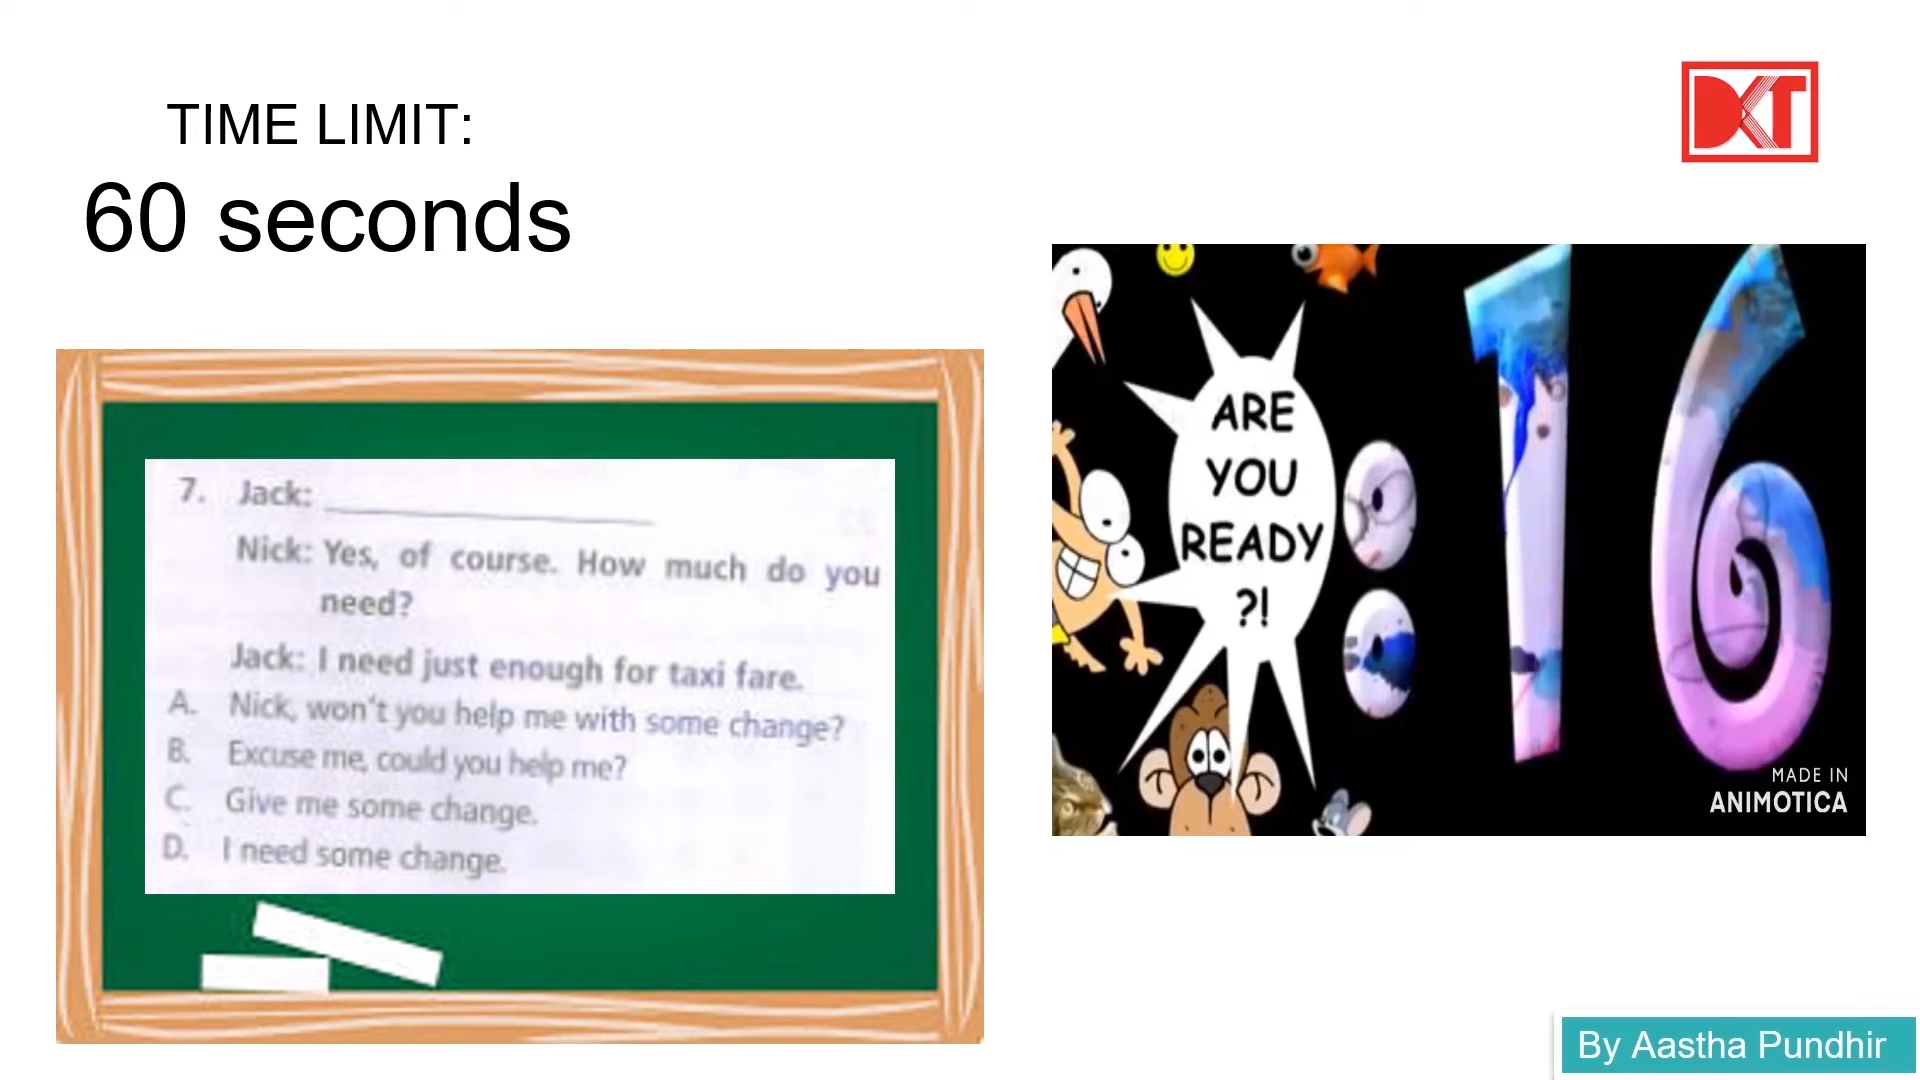 TIME LIMIT:
60 seconds
DKT
7. Jack: ____________________
Nick: Yes, of course. How much do you
need?
Jack: I need just enough for taxi fare.
A. Nick, won't you help me with some change?
B. Excuse me, could you help me?
C. Give me some change.
D. I need some change.
ARE
YOU
READY
?!
:16
MADE IN
ANIMOTICA
By Aastha Pundhir